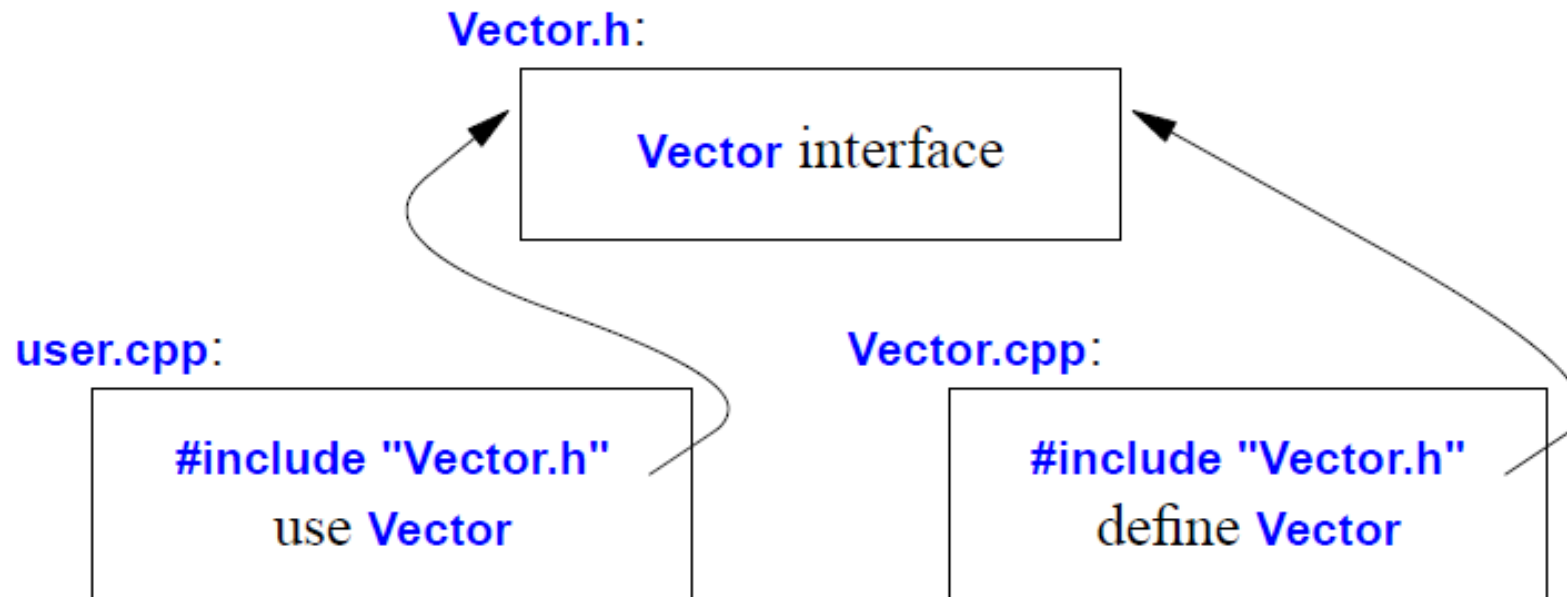 Vector.h:
Vector interface
user.cpp:
#include "Vector.h"
use Vector
Vector.cpp:
#include "Vector.h"
define Vector